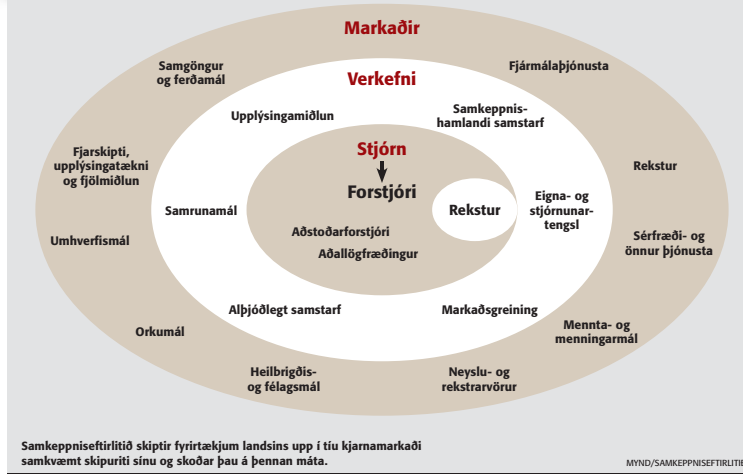 Markaðir
Samgöngur
og ferðamál
Fjármálaþjónusta
Verkefni
Upplýsingamiðlun
Samkeppnis-
hamlandi samstarf
Stjórn
Fjarskipti,
upplýsingatækni
og fjölmiðlun
Rekstur
Forstjóri
Samrunamál
Rekstur
Eigna- og
stjórnunar-
tengsl
Aðstoðarforstjóri
Aðallögfræðingur
Umhverfismál
Sérfræði- og
önnur þjónusta
Alþjóðlegt samstarf
Markaðsgreining
Orkumál
Mennta- og
menningarmál
Heilbrigðis-
og félagsmál
Neyslu- og
rekstrarvörur
Samkeppniseftirlitið skiptir fyrirtækjum landsins upp í tíu kjarnamarkaði
samkvæmt skipuriti sínu og skoðar þau á þennan máta.
MYND/SAMKEPPNISEFTIRLITIÐ